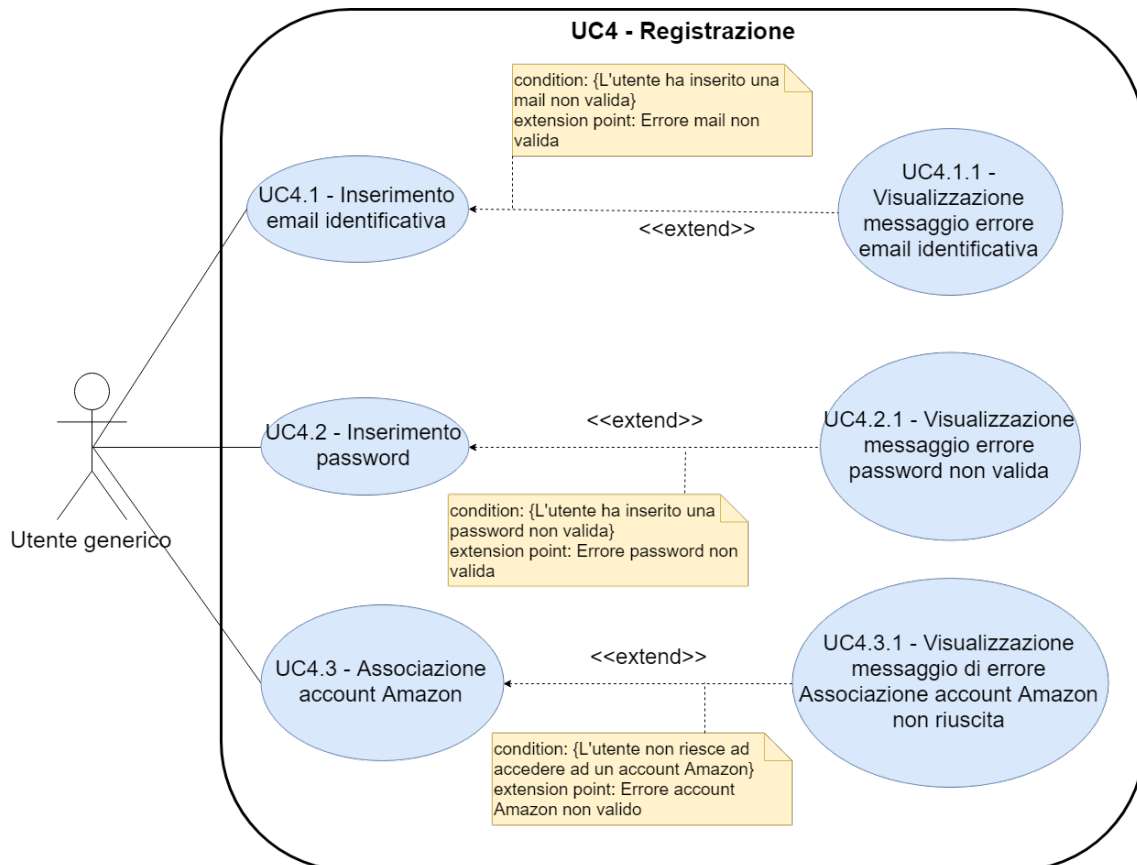 UC4 - Registrazione
condition: {L'utente ha inserito una
mail non valida}
extension point: Errore mail non
valida
UC4.1 - Inserimento
email identificativa
<<extend>>
UC4.1.1 -
Visualizzazione
messaggio errore
email identificativa
Utente generico
UC4.2 - Inserimento
password
<<extend>>
UC4.2.1 - Visualizzazione
messaggio errore
password non valida
condition: {L'utente ha inserito una
password non valida}
extension point: Errore password non
valida
UC4.3 - Associazione
account Amazon
<<extend>>
UC4.3.1 - Visualizzazione
messaggio di errore
Associazione account Amazon
non riuscita
condition: {L'utente non riesce ad
accedere ad un account Amazon}
extension point: Errore account
Amazon non valido